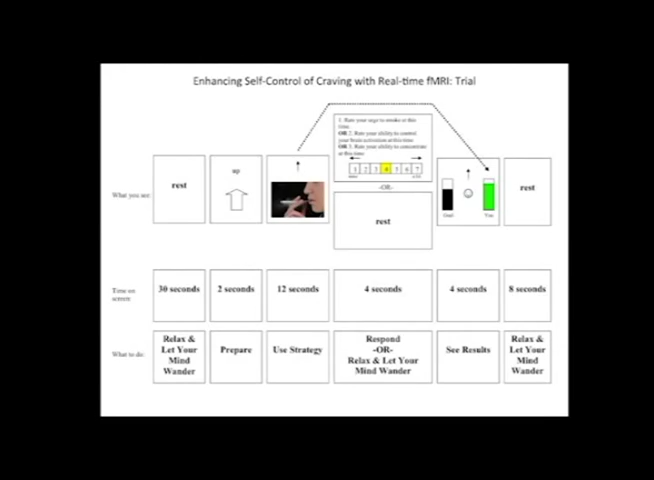 Enhancing Self-Control of Craving with Real-time fMRI: Trial
What you see:
rest
up
1. Rate your urge to smoke at this
time
OR 2. Rate your ability to control
your brain activation at this time
OR 3. Rate your ability to concentrate
at this time
1 2 3 4 5 6 7
-OR-
rest
Goal
You
rest
Time on
screen:
30 seconds
2 seconds
12 seconds
4 seconds
4 seconds
8 seconds
What to do:
Relax &
Let Your
Mind
Wander
Prepare
Use Strategy
Respond
-OR-
Relax & Let Your
Mind Wander
See Results
Relax &
Let Your
Mind
Wander